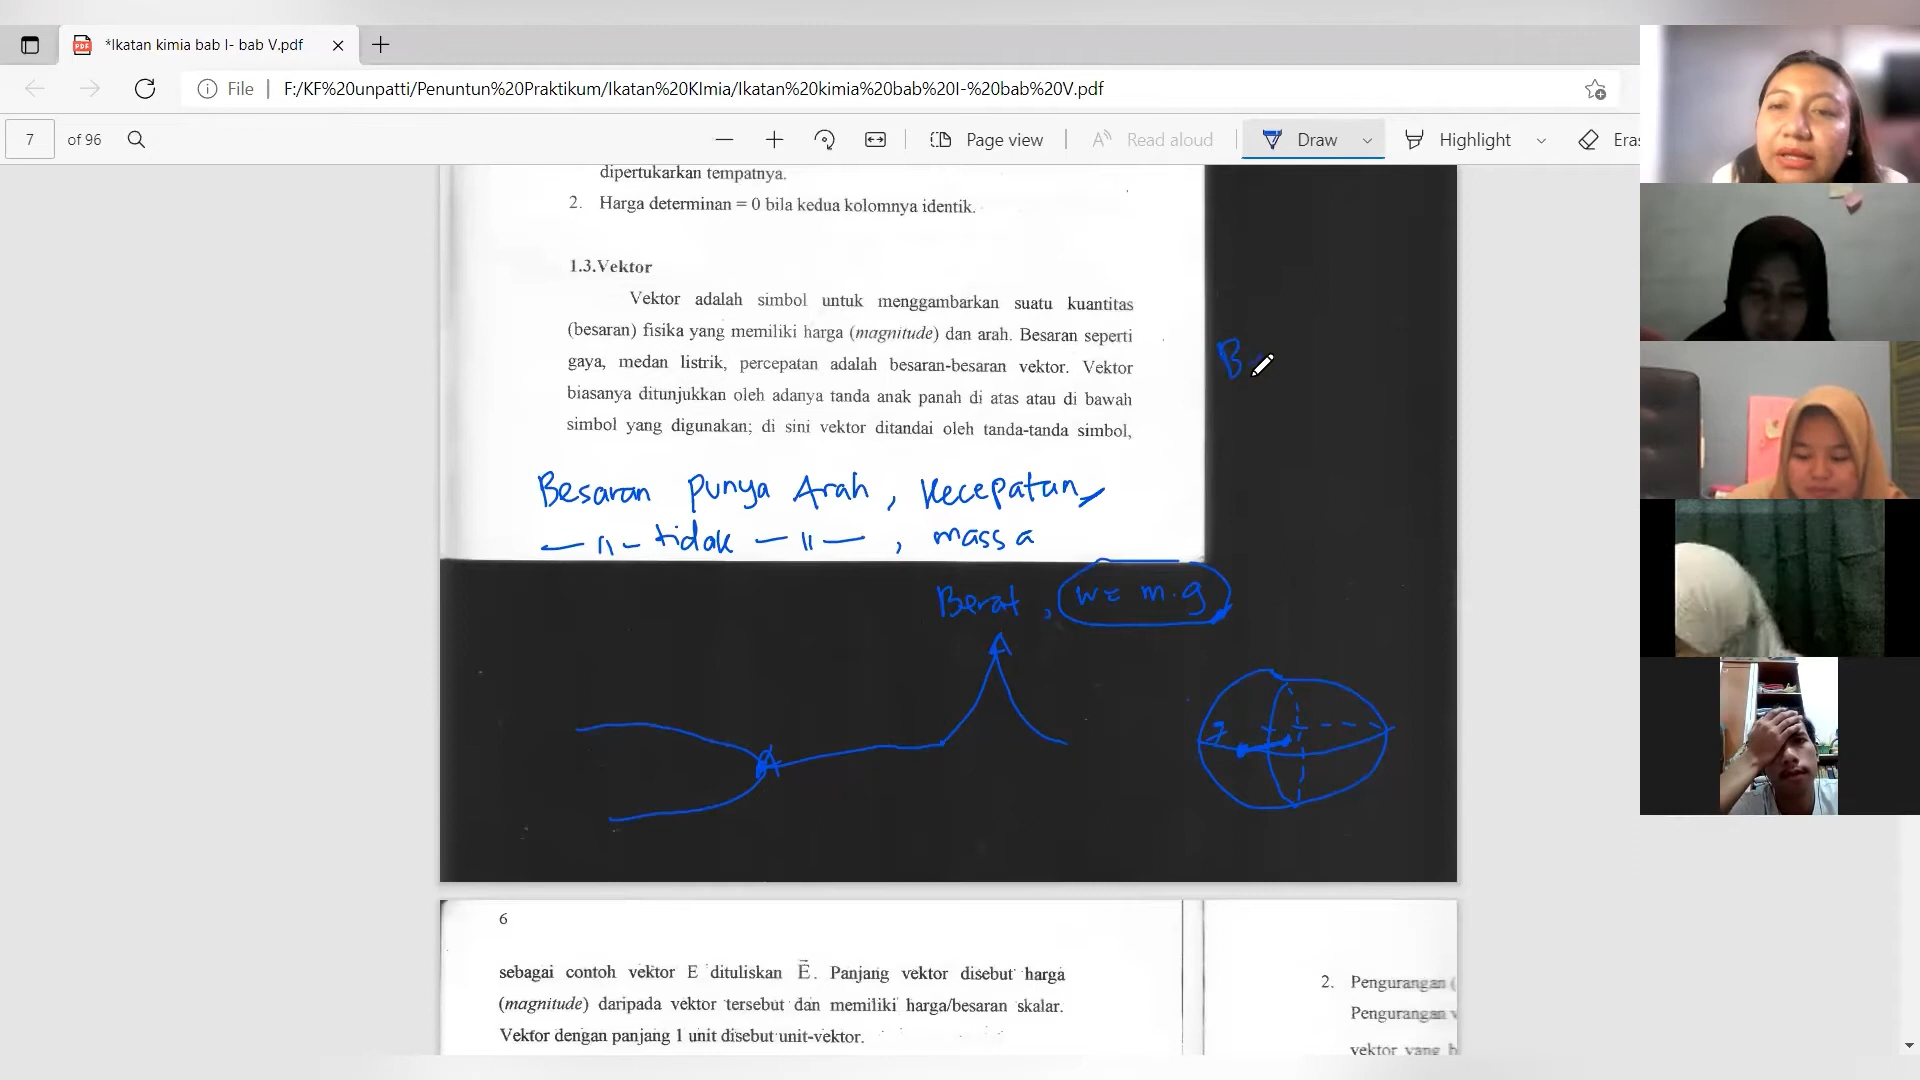 *Ikatan kimia bab I- bab V.pdf
File
F:/KF%20unpatti/Penuntun%20Praktikum/Ikatan%20KImia/Ikatan%20kimia%20bab%20I-%20bab%20V.pdf
7 of 96
Page view
Read aloud
Draw
Highlight
Eras
dipertukarkan tempatnya.
2. Harga determinan = 0 bila kedua kolomnya identik.
1.3.Vektor
Vektor adalah simbol untuk menggambarkan suatu kuantitas
(besaran) fisika yang memiliki harga (magnitude) dan arah. Besaran seperti
gaya, medan listrik, percepatan adalah besaran-besaran vektor. Vektor
biasanya ditunjukkan oleh adanya tanda anak panah di atas atau di bawah
simbol yang digunakan; di sini vektor ditandai oleh tanda-tanda simbol,
B
Besaran Punya Arah, Kecepatan,
— 11 — tidak — 11 — , massa
Berat, w = m.g
6
sebagai contoh vektor E dituliskan E⃗. Panjang vektor disebut harga
(magnitude) daripada vektor tersebut dan memiliki harga/besaran skalar.
Vektor dengan panjang 1 unit disebut unit-vektor.
2. Pengurangan (
Pengurangan v
vektor yang b